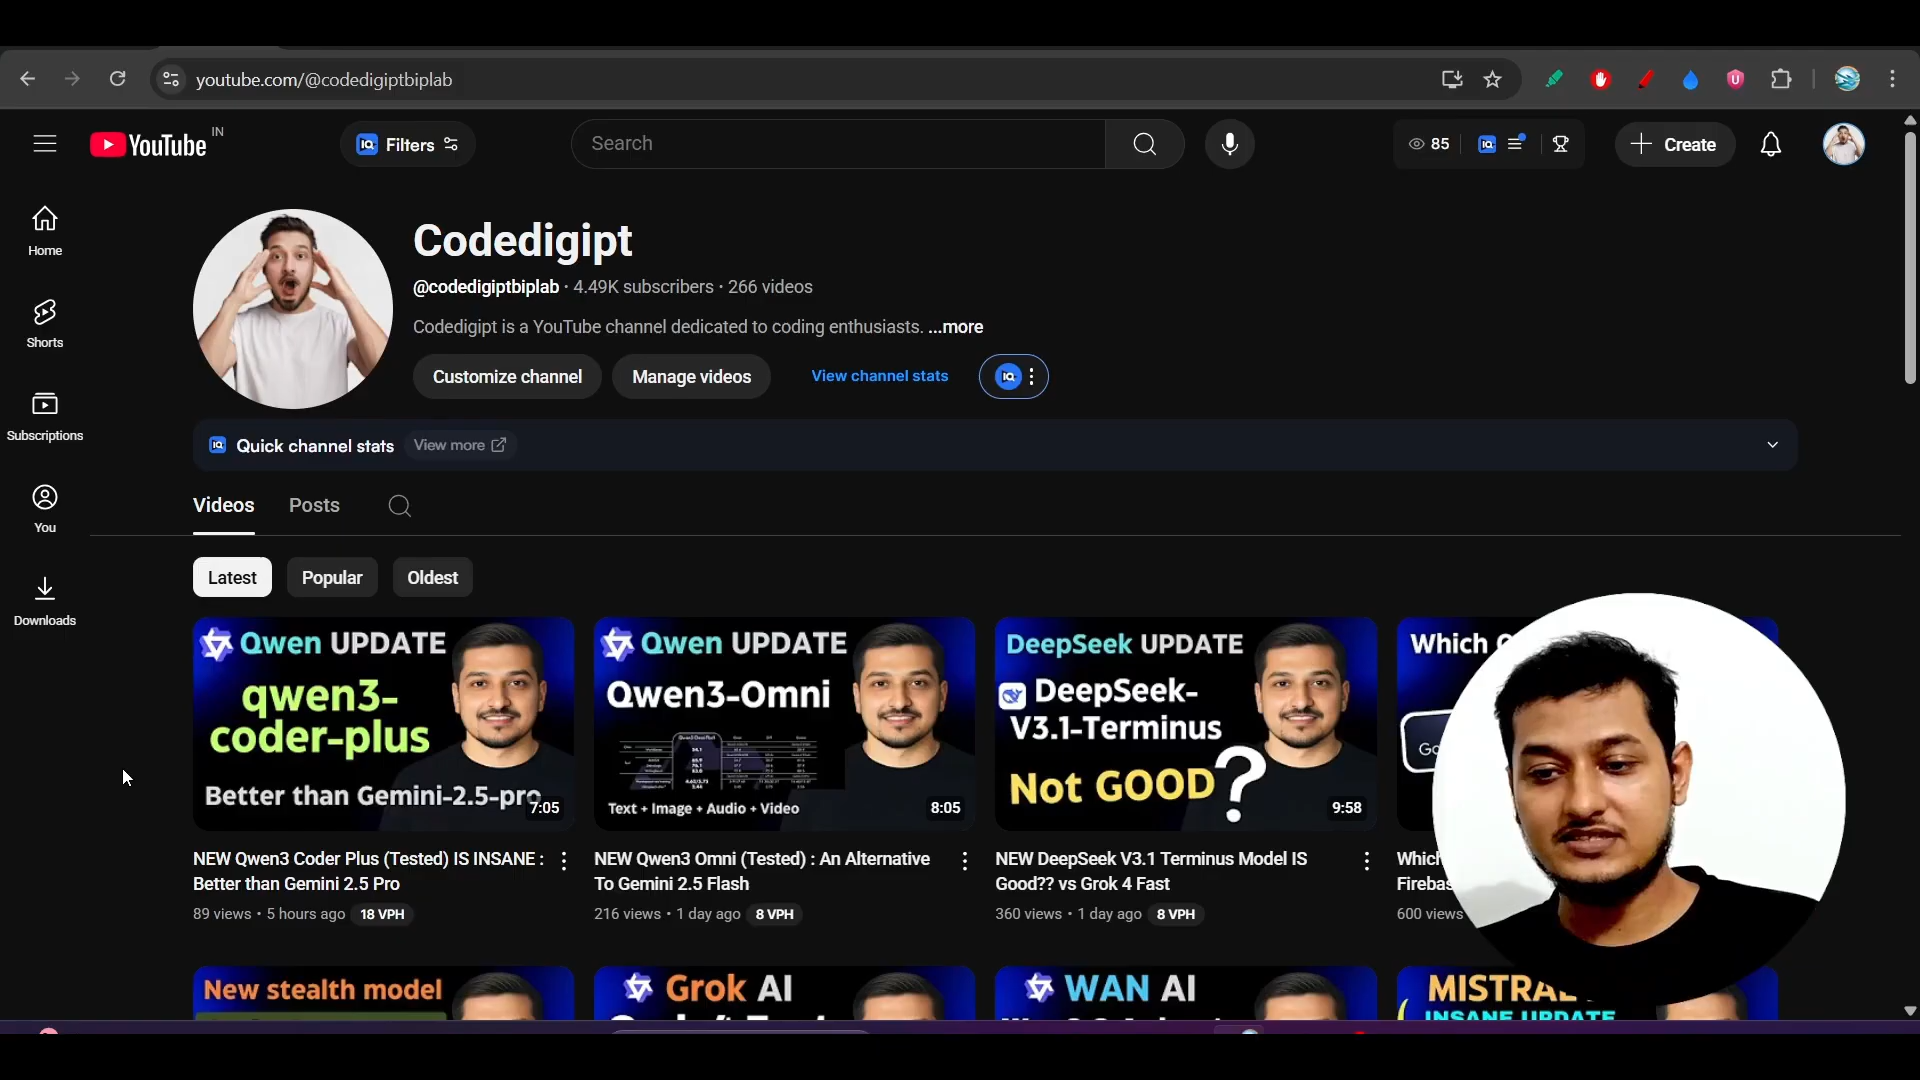 youtube.com/@codedigiptbiplab
YouTube IN
Filters
Search
85
Create
Home
Shorts
Subscriptions
You
Downloads
Codedigipt
@codedigiptbiplab · 4.49K subscribers · 266 videos
Codedigipt is a YouTube channel dedicated to coding enthusiasts. ...more
Customize channel
Manage videos
View channel stats
IQ
Quick channel stats
View more
Videos
Posts
Latest
Popular
Oldest
Qwen UPDATE
qwen3-
coder-plus
Better than Gemini-2.5-pro
7:05
NEW Qwen3 Coder Plus (Tested) IS INSANE :
Better than Gemini 2.5 Pro
89 views • 5 hours ago
18 VPH
Qwen UPDATE
Qwen3-Omni
Text + Image + Audio + Video
8:05
NEW Qwen3 Omni (Tested) : An Alternative
To Gemini 2.5 Flash
216 views • 1 day ago
8 VPH
DeepSeek UPDATE
DeepSeek-
V3.1-Terminus
Not GOOD?
9:58
NEW DeepSeek V3.1 Terminus Model IS
Good?? vs Grok 4 Fast
360 views • 1 day ago
8 VPH
Which
600 views
New stealth model
Grok AI
WAN AI
MISTRAL
INSANE UPDATE